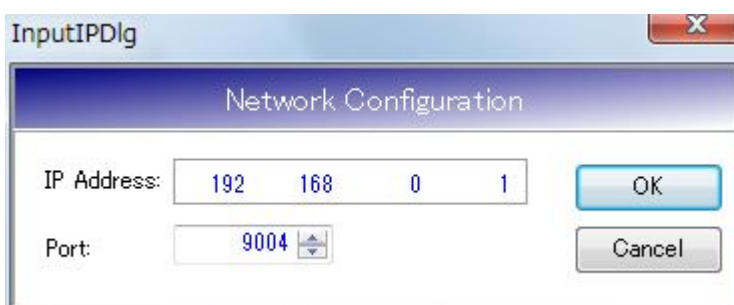 InputIPDlg
Network Configuration
IP Address: 192 168 0 1 OK
Port: 9004 Cancel